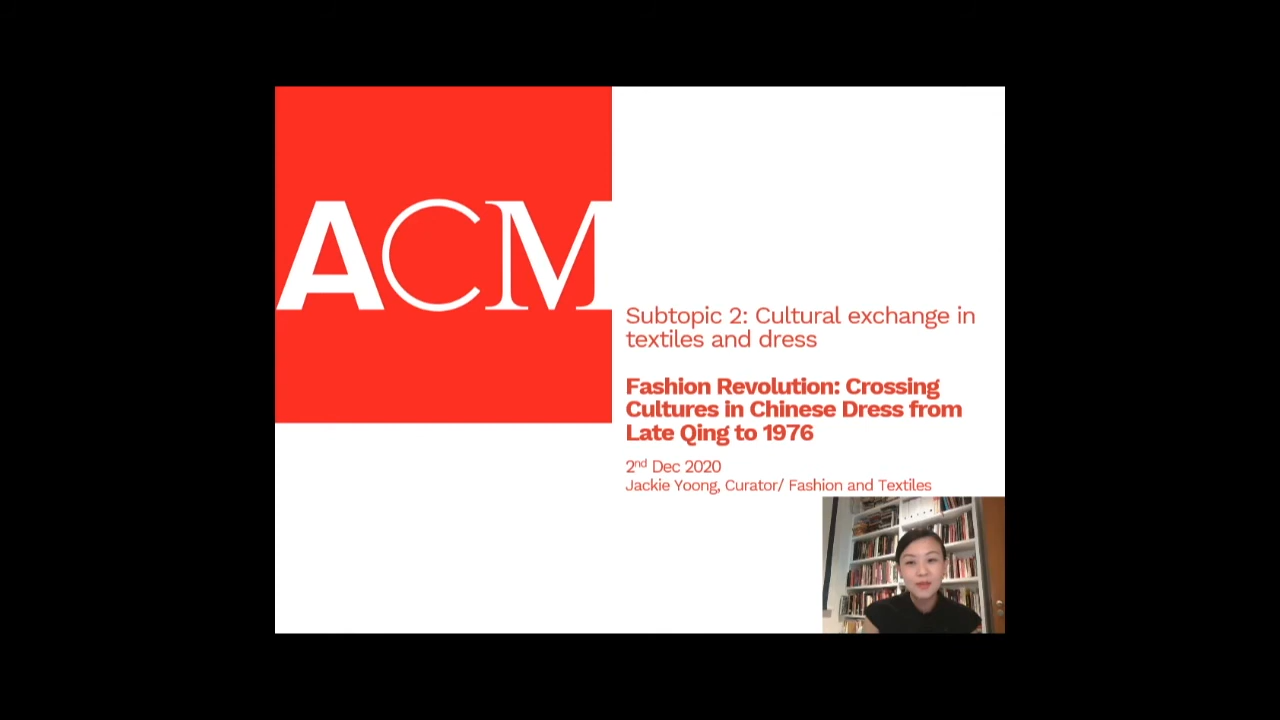 ACM
Subtopic 2: Cultural exchange in
textiles and dress
Fashion Revolution: Crossing
Cultures in Chinese Dress from
Late Qing to 1976
2nd Dec 2020
Jackie Yoong, Curator/ Fashion and Textiles